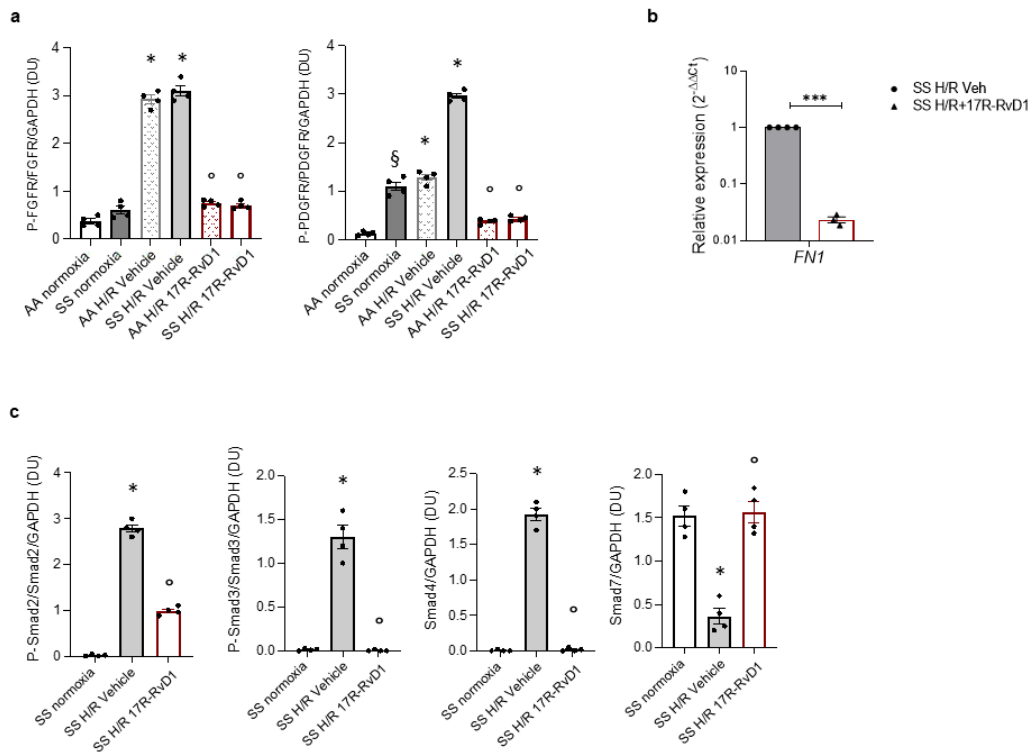 a
P-FGFR/FGFR/GAPDH (DU)
4
3
2
1
0
*
*
°
°
AA normoxia
SS normoxia
AA H/R Vehicle
SS H/R Vehicle
AA H/R 17R-RvD1
SS H/R 17R-RvD1
P-PDGFR/PDGFR/GAPDH (DU)
4
3
2
1
0
§
*
*
°
°
AA normoxia
SS normoxia
AA H/R Vehicle
SS H/R Vehicle
AA H/R 17R-RvD1
SS H/R 17R-RvD1
b
Relative expression (2^-ΔΔCt)
10
1
0.1
0.01
***
FN1
SS H/R Veh
SS H/R+17R-RvD1
c
P-Smad2/Smad2/GAPDH (DU)
4
3
2
1
0
*
°
SS normoxia
SS H/R Vehicle
SS H/R 17R-RvD1
P-Smad3/Smad3/GAPDH (DU)
2.0
1.5
1.0
0.5
0.0
*
°
SS normoxia
SS H/R Vehicle
SS H/R 17R-RvD1
Smad4/GAPDH (DU)
2.5
2.0
1.5
1.0
0.5
0.0
*
°
SS normoxia
SS H/R Vehicle
SS H/R 17R-RvD1
Smad7/GAPDH (DU)
2.0
1.5
1.0
0.5
0.0
*
°
SS normoxia
SS H/R Vehicle
SS H/R 17R-RvD1